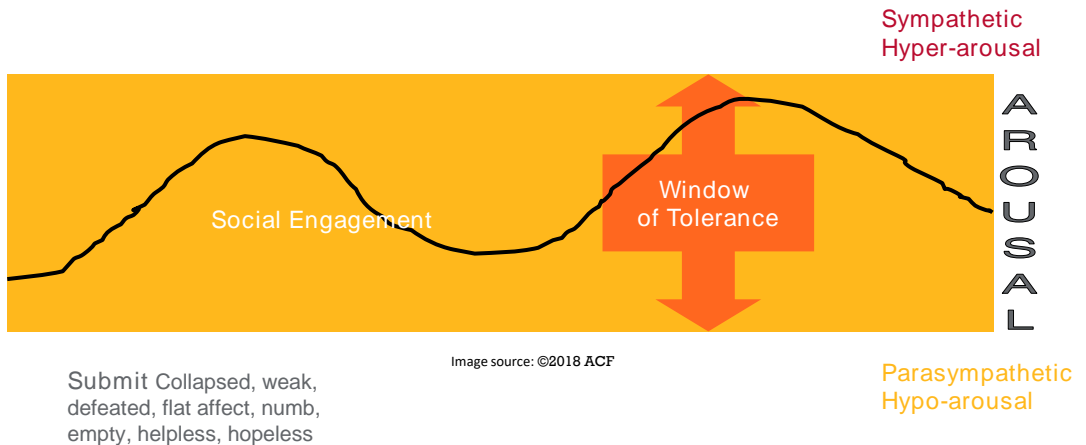 Sympathetic
Hyper-arousal
AROUSAL
Social Engagement
Window
of Tolerance
Image source: ©2018 ACF
Submit Collapsed, weak,
defeated, flat affect, numb,
empty, helpless, hopeless
Parasympathetic
Hypo-arousal